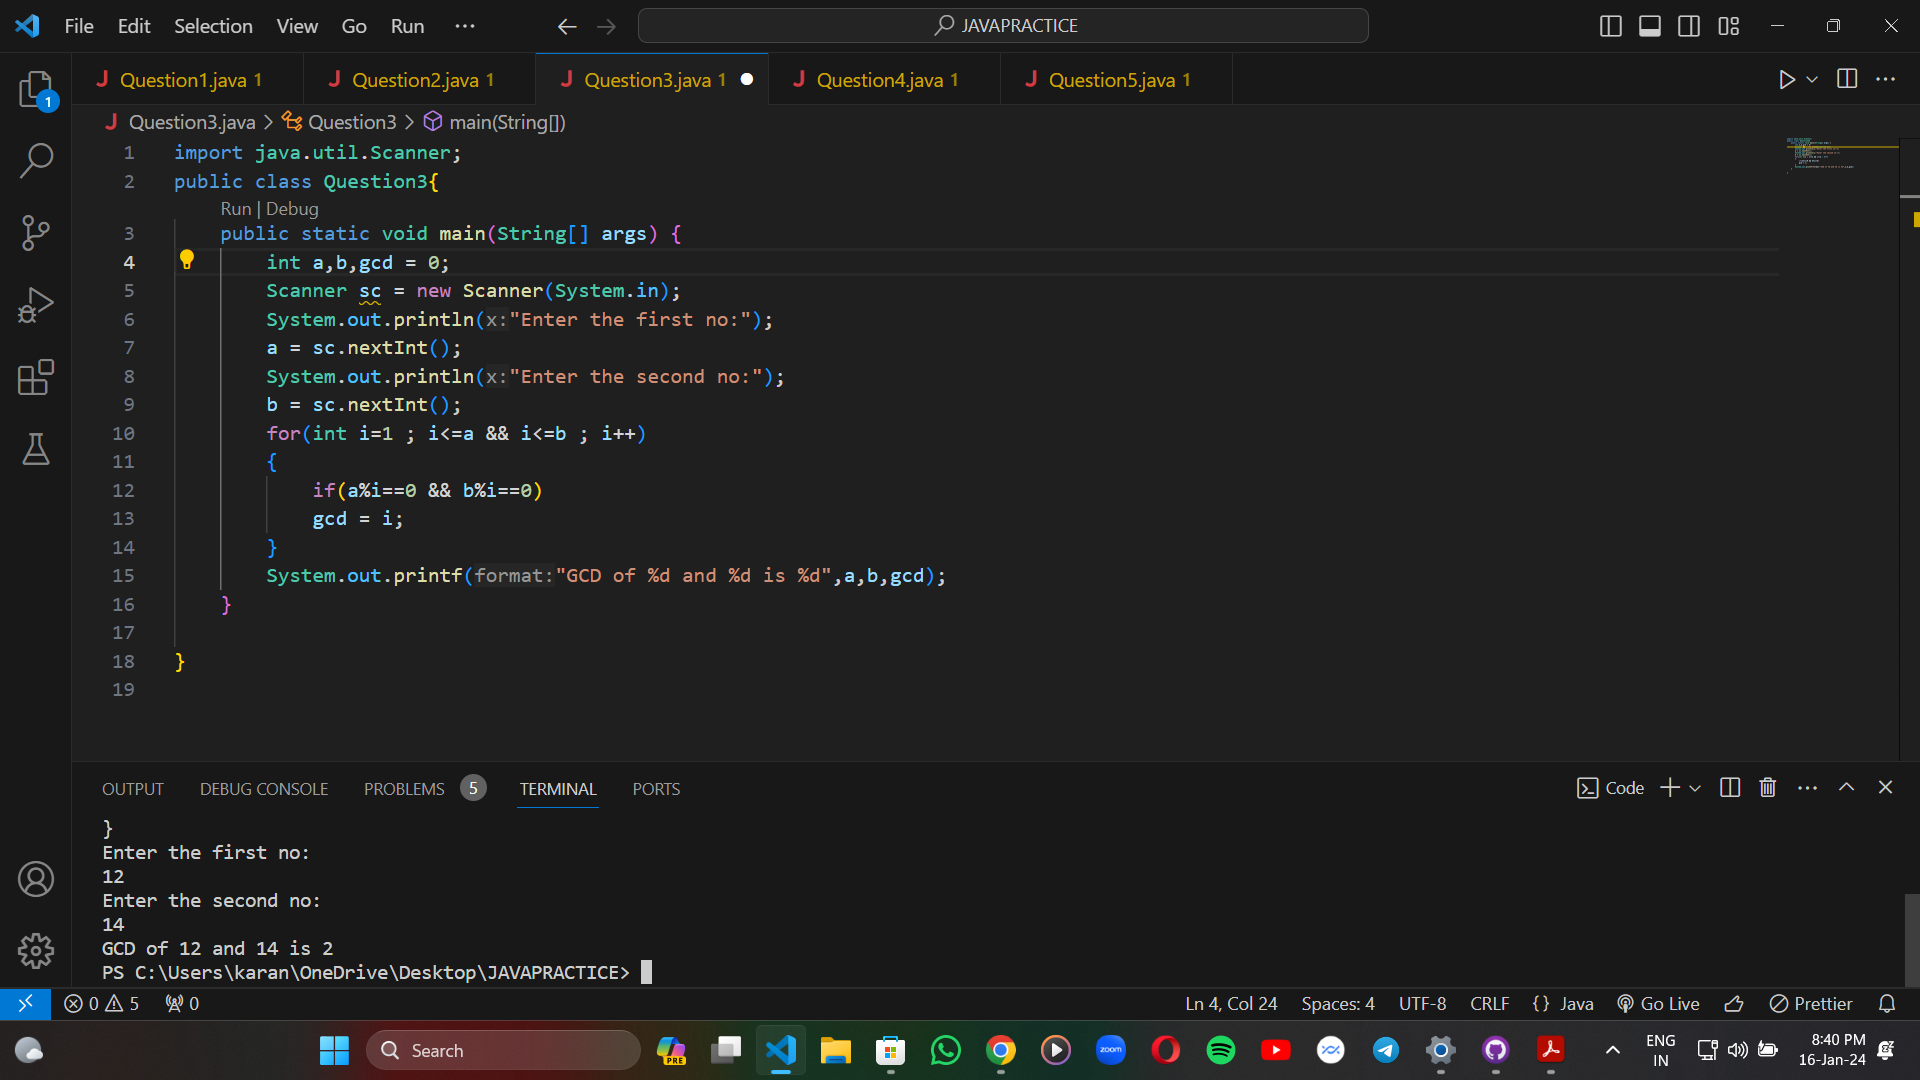 File Edit Selection View Go Run ··· JAVAPRACTICE
Question1.java 1 Question2.java 1 Question3.java 1 Question4.java 1 Question5.java 1
Question3.java > Question3 > main(String[])
1 import java.util.Scanner;
2 public class Question3{
Run | Debug
3 public static void main(String[] args) {
4 int a,b,gcd = 0;
5 Scanner sc = new Scanner(System.in);
6 System.out.println(x:"Enter the first no:");
7 a = sc.nextInt();
8 System.out.println(x:"Enter the second no:");
9 b = sc.nextInt();
10 for(int i=1 ; i<=a && i<=b ; i++)
11 {
12 if(a%i==0 && b%i==0)
13 gcd = i;
14 }
15 System.out.printf(format:"GCD of %d and %d is %d",a,b,gcd);
16 }
17
18 }
19
OUTPUT DEBUG CONSOLE PROBLEMS 5 TERMINAL PORTS Code
}
Enter the first no:
12
Enter the second no:
14
GCD of 12 and 14 is 2
PS C:\Users\karan\OneDrive\Desktop\JAVAPRACTICE>
0 5 0 Ln 4, Col 24 Spaces: 4 UTF-8 CRLF {} Java Go Live Prettier
Search PRE zoom ENG IN 8:40 PM 16-Jan-24
1